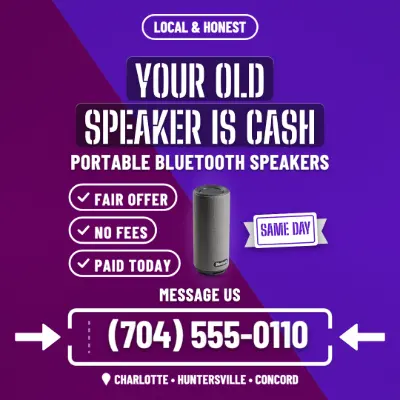 LOCAL & HONEST
YOUR OLD
SPEAKER IS CASH
PORTABLE BLUETOOTH SPEAKERS
FAIR OFFER
NO FEES
PAID TODAY
SAME DAY
MESSAGE US
(704) 555-0110
CHARLOTTE • HUNTERSVILLE • CONCORD